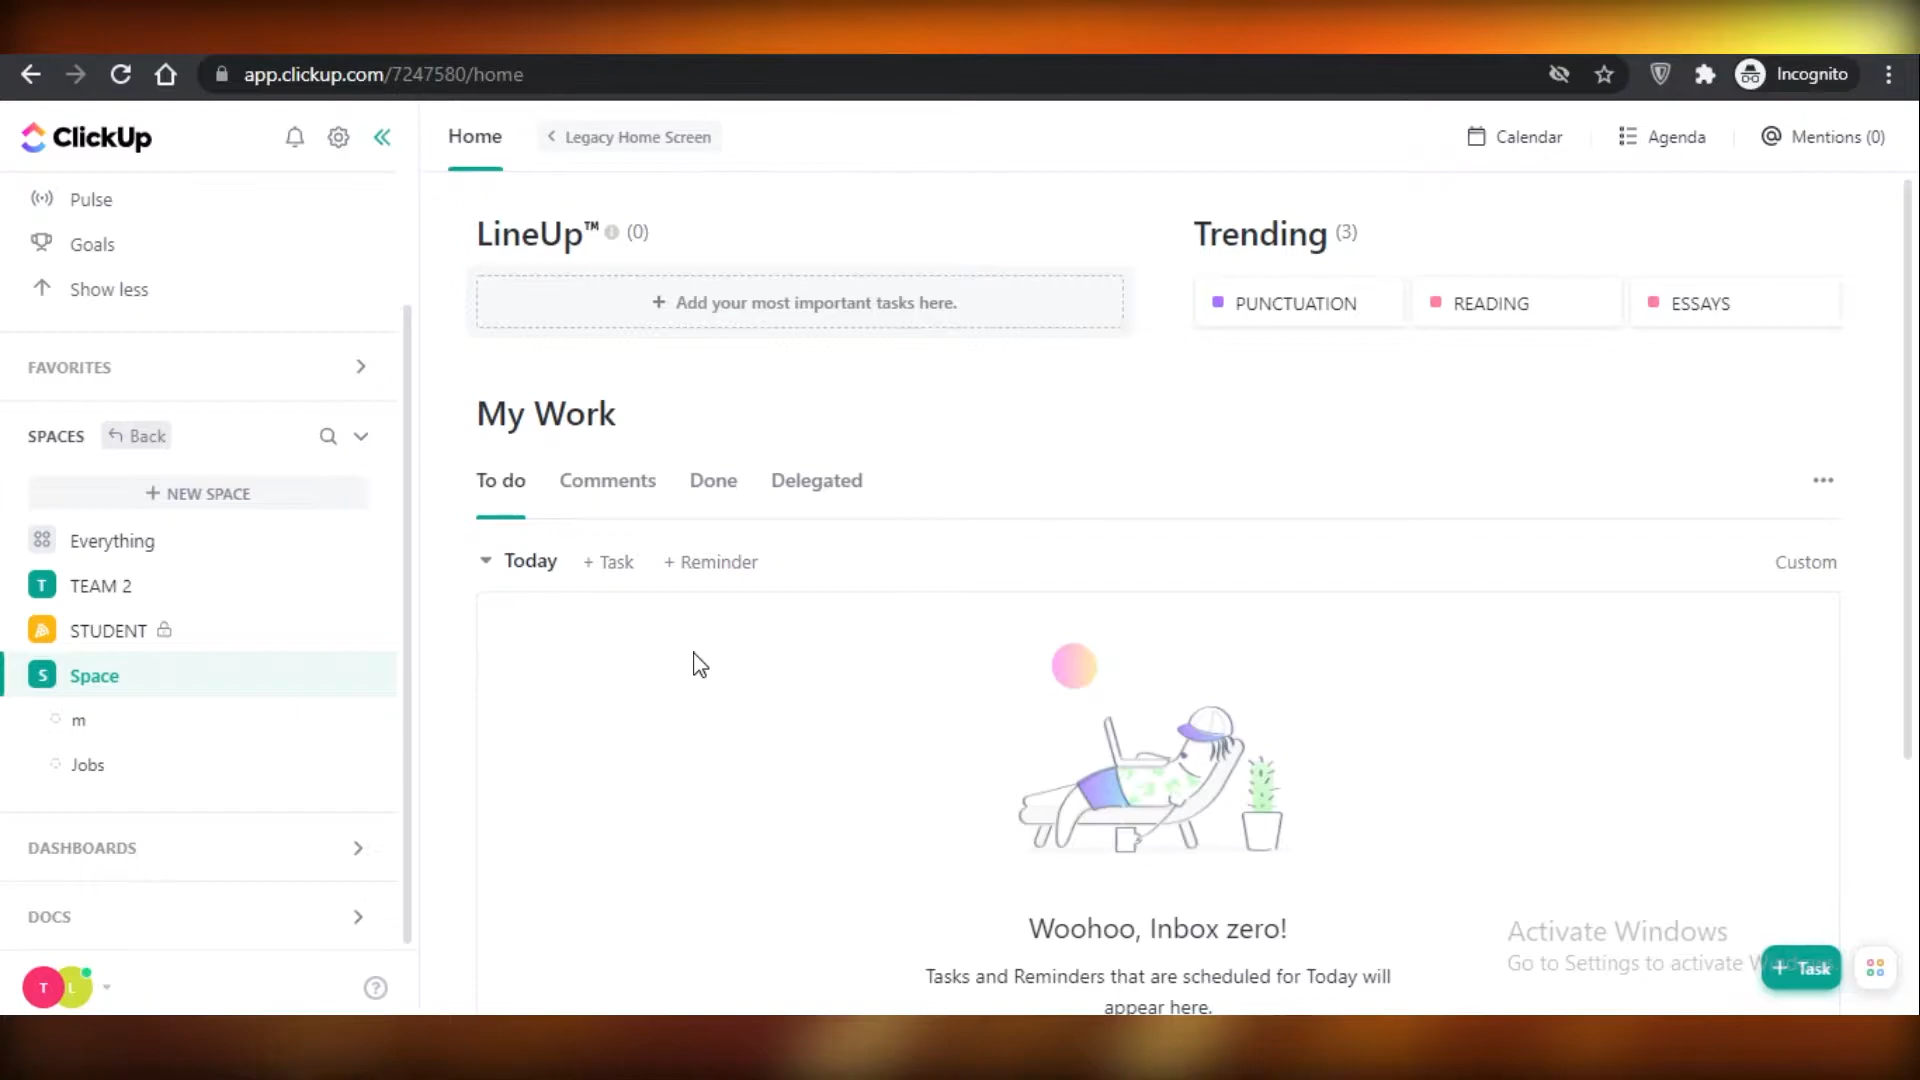 app.clickup.com/7247580/home
Incognito
ClickUp
Home
Legacy Home Screen
Calendar
Agenda
Mentions (0)
Pulse
Goals
Show less
FAVORITES
SPACES
Back
+ NEW SPACE
Everything
T TEAM 2
STUDENT
S Space
m
Jobs
DASHBOARDS
DOCS
T L
?
LineUp™ (0)
+ Add your most important tasks here.
Trending (3)
PUNCTUATION
READING
ESSAYS
My Work
To do
Comments
Done
Delegated
Today
+ Task
+ Reminder
Custom
Woohoo, Inbox zero!
Tasks and Reminders that are scheduled for Today will
appear here.
Activate Windows
Go to Settings to activate
+ Task